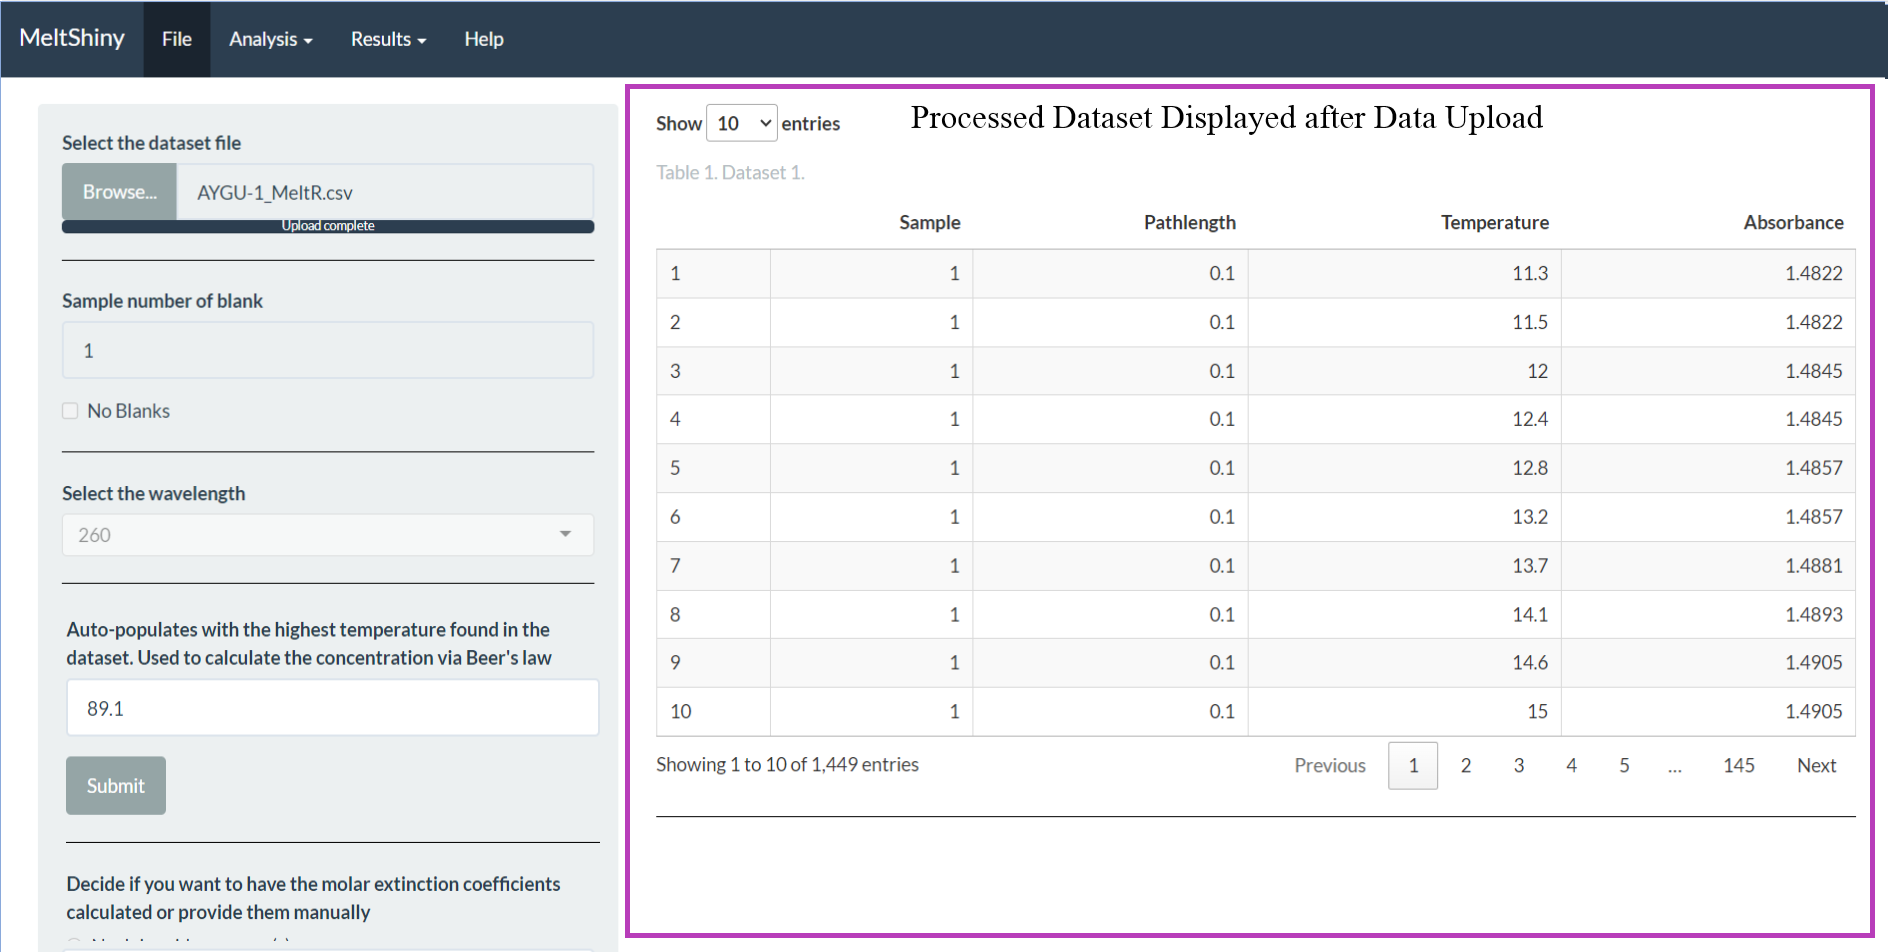 MeltShiny File Analysis Results Help
Select the dataset file
Browse... AYGU-1_MeltR.csv
Upload complete
Sample number of blank
1
No Blanks
Select the wavelength
260
Auto-populates with the highest temperature found in the
dataset. Used to calculate the concentration via Beer's law
89.1
Submit
Decide if you want to have the molar extinction coefficients
calculated or provide them manually
Processed Dataset Displayed after Data Upload
Show 10 entries
Table 1. Dataset 1.
Sample Pathlength Temperature Absorbance
1 1 0.1 11.3 1.4822
2 1 0.1 11.5 1.4822
3 1 0.1 12 1.4845
4 1 0.1 12.4 1.4845
5 1 0.1 12.8 1.4857
6 1 0.1 13.2 1.4857
7 1 0.1 13.7 1.4881
8 1 0.1 14.1 1.4893
9 1 0.1 14.6 1.4905
10 1 0.1 15 1.4905
Showing 1 to 10 of 1,449 entries
Previous 1 2 3 4 5 ... 145 Next